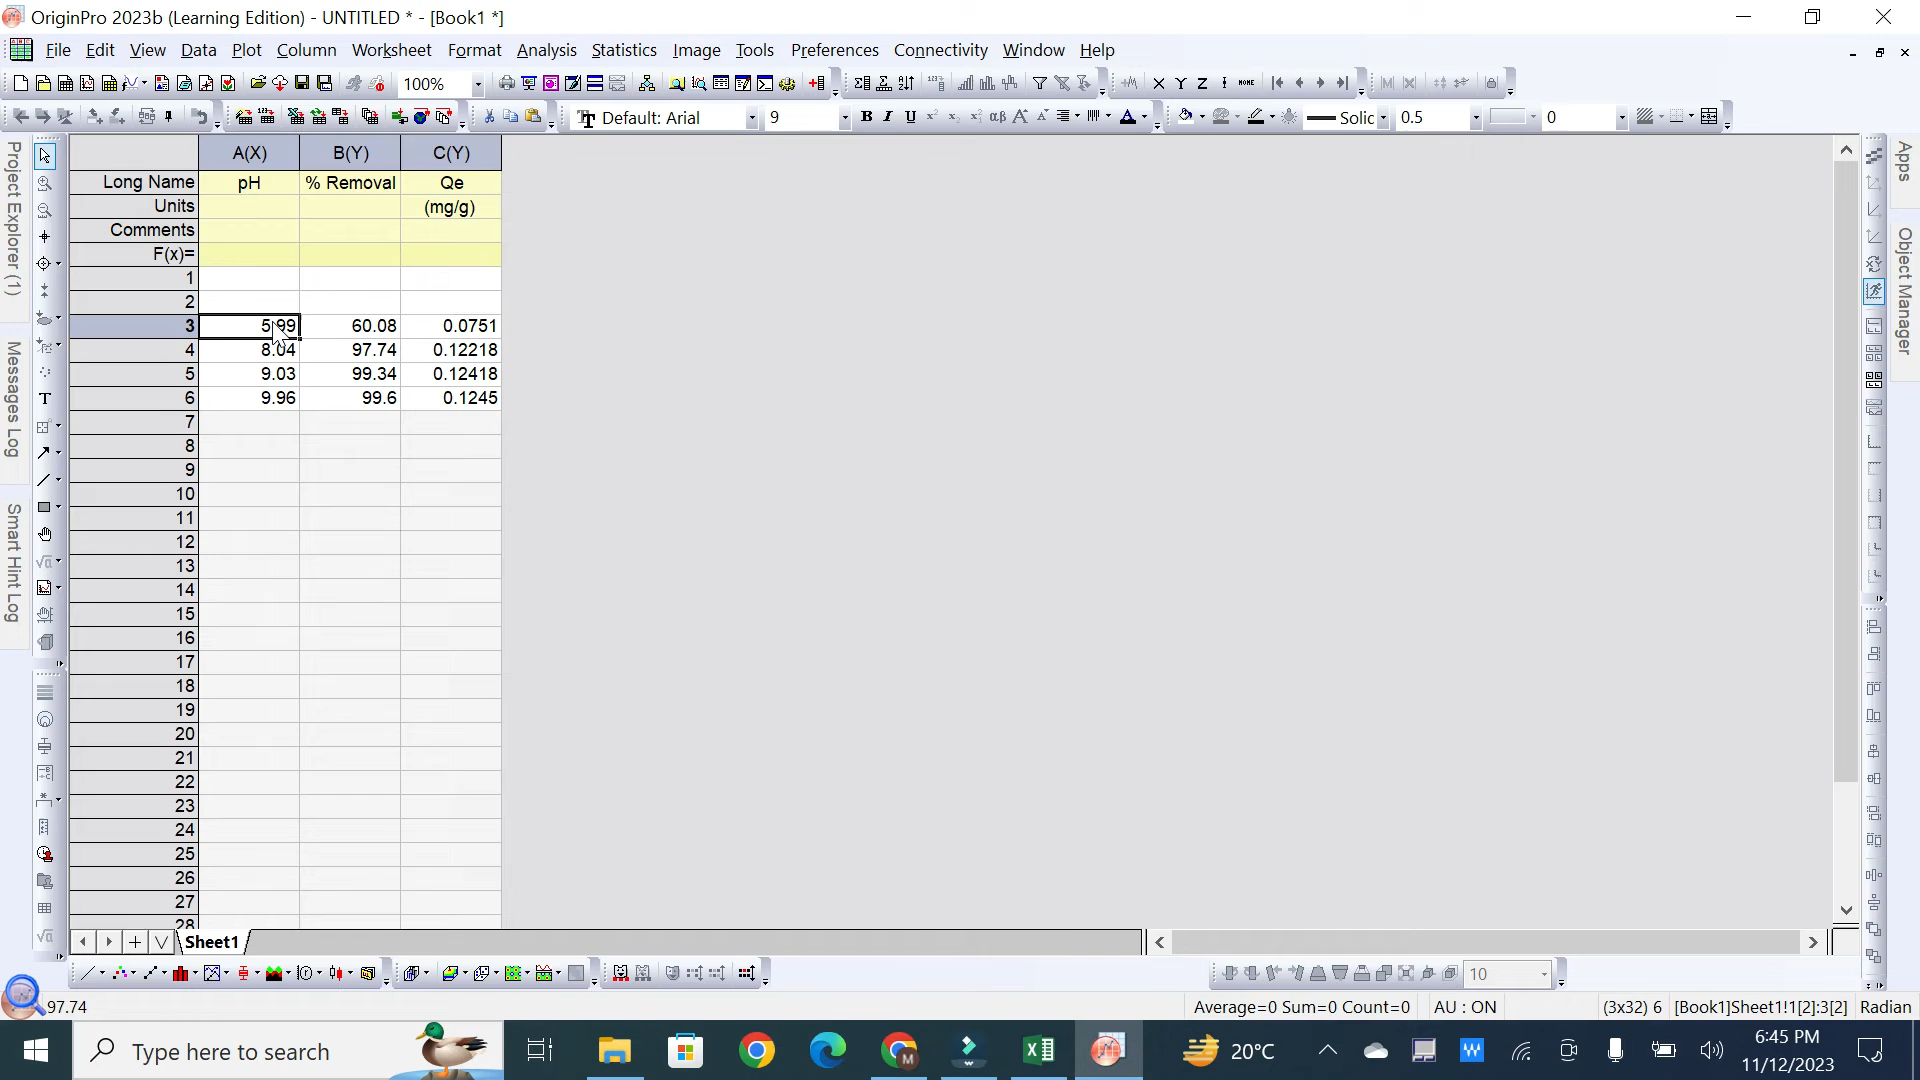 OriginPro 2023b (Learning Edition) - UNTITLED * - [Book1 *]
File Edit View Data Plot Column Worksheet Format Analysis Statistics Image Tools Preferences Connectivity Window Help
100%
Default: Arial 9 B I U Solic 0.5 0
Project Explorer (1)
Messages Log
Smart Hint Log
Apps
Object Manager
A(X) B(Y) C(Y)
Long Name pH % Removal Qe
Units (mg/g)
Comments
F(x)=
1
2
3 5.99 60.08 0.0751
4 8.04 97.74 0.12218
5 9.03 99.34 0.12418
6 9.96 99.6 0.1245
7
8
9
10
11
12
13
14
15
16
17
18
19
20
21
22
23
24
25
26
27
28
Sheet1
10
97.74 Average=0 Sum=0 Count=0 AU : ON (3x32) 6 [Book1]Sheet1!1[2]:3[2] Radian
Type here to search 20°C 6:45 PM
11/12/2023